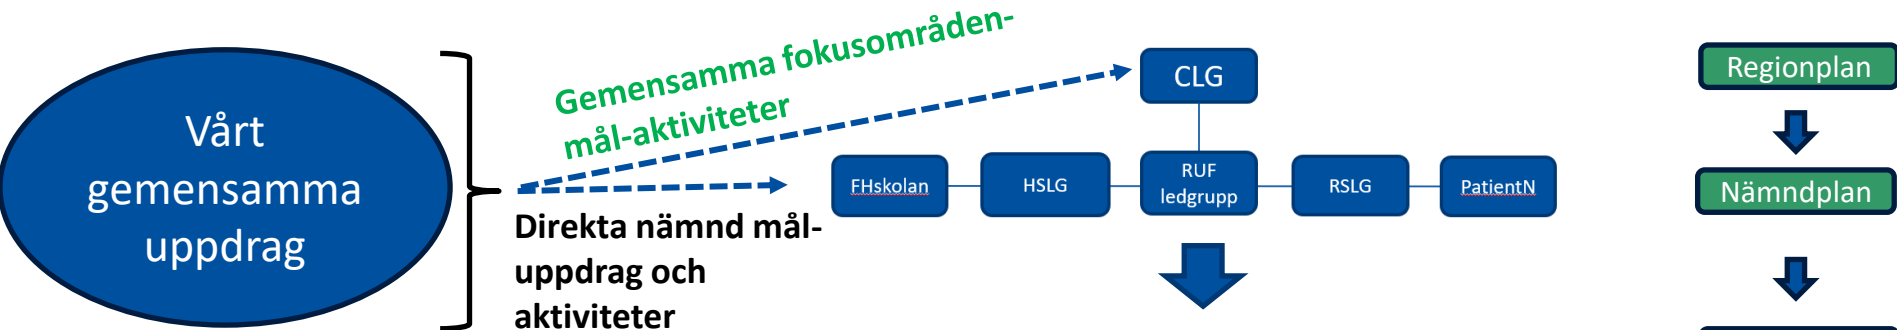 Vårt
gemensamma
uppdrag
Gemensamma fokusområden-
mål-aktiviteter
Direkta nämnd mål-
uppdrag och
aktiviteter
CLG
FHskolan
HSLG
RUF
ledgrupp
RSLG
PatientN
Regionplan
Nämndplan